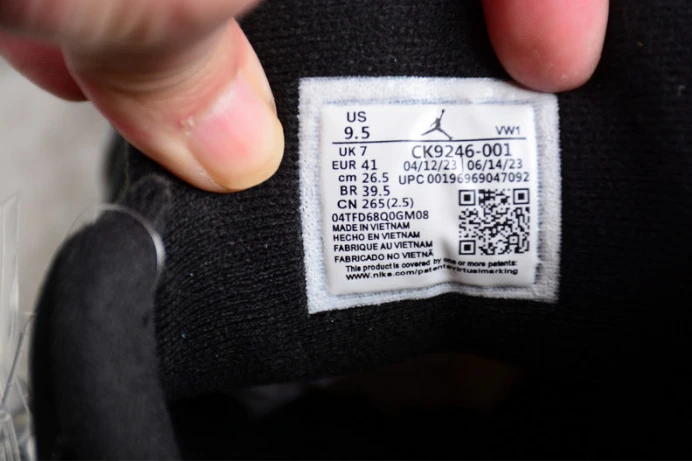 US
9.5
VW1
UK 7
CK9246-001
EUR 41
04/12/23 06/14/23
cm 26.5
UPC 00196969047092
BR 39.5
CN 265(2.5)
04TFD68Q0GM08
MADE IN VIETNAM
HECHO EN VIETNAM
FABRIQUE AU VIETNAM
FABRICADO NO VIETNÃ
This product is covered by one or more patents:
www.nike.com/patentvirtualmarking